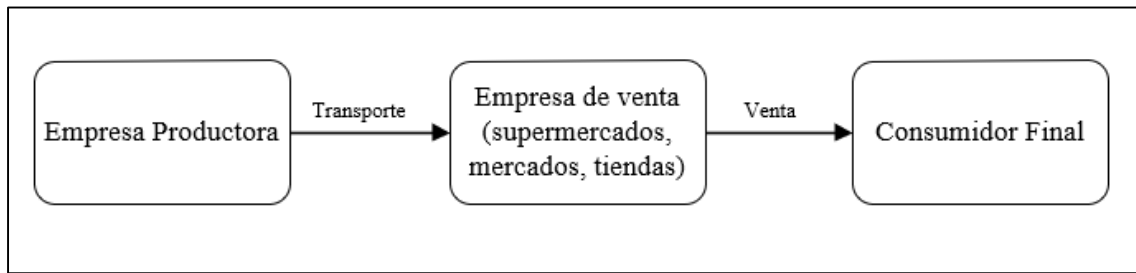 Empresa Productora
Transporte
Empresa de venta
(supermercados,
mercados, tiendas)
Venta
Consumidor Final